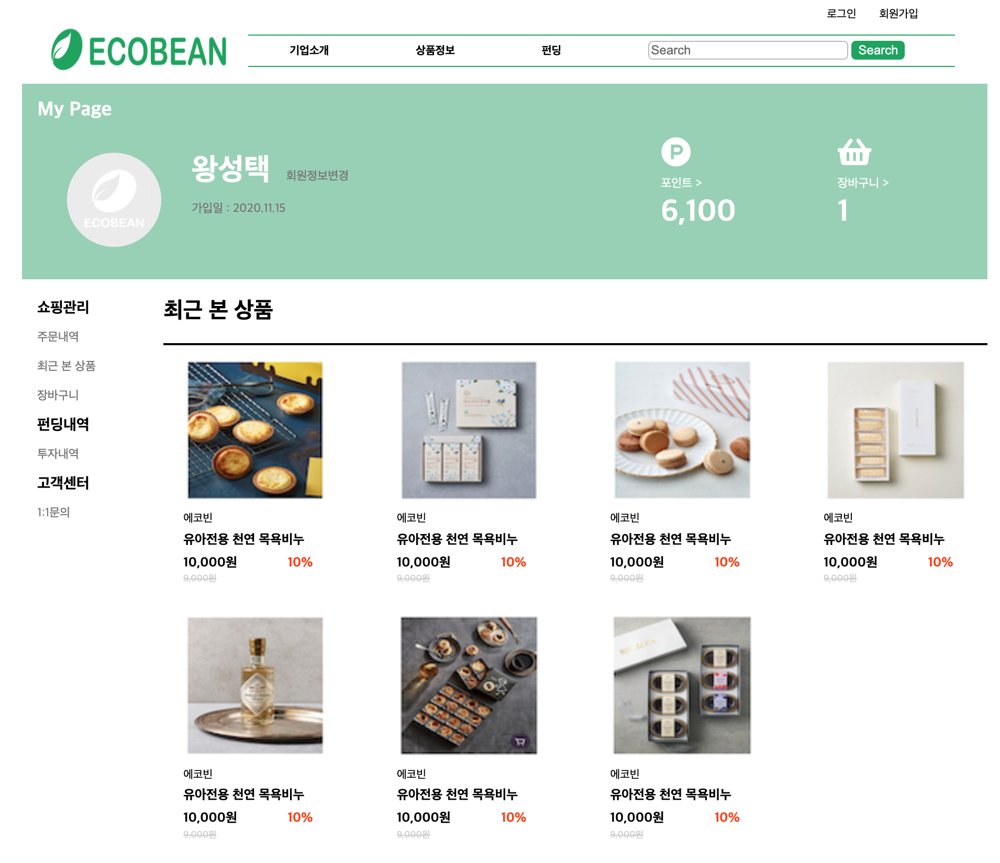 로그인 회원가입
ECOBEAN 기업소개 상품정보 펀딩 Search Search
My Page
ECOBEAN
왕성택 회원정보변경
가입일 : 2020.11.15
포인트 >
6,100
장바구니 >
1
쇼핑관리
주문내역
최근 본 상품
장바구니
펀딩내역
투자내역
고객센터
1:1문의
최근 본 상품
에코빈 에코빈 에코빈 에코빈
유아전용 천연 목욕비누 유아전용 천연 목욕비누 유아전용 천연 목욕비누 유아전용 천연 목욕비누
10,000원 10% 10,000원 10% 10,000원 10% 10,000원 10%
9,000원 9,000원 9,000원 9,000원
에코빈 에코빈 에코빈
유아전용 천연 목욕비누 유아전용 천연 목욕비누 유아전용 천연 목욕비누
10,000원 10% 10,000원 10% 10,000원 10%
9,000원 9,000원 9,000원